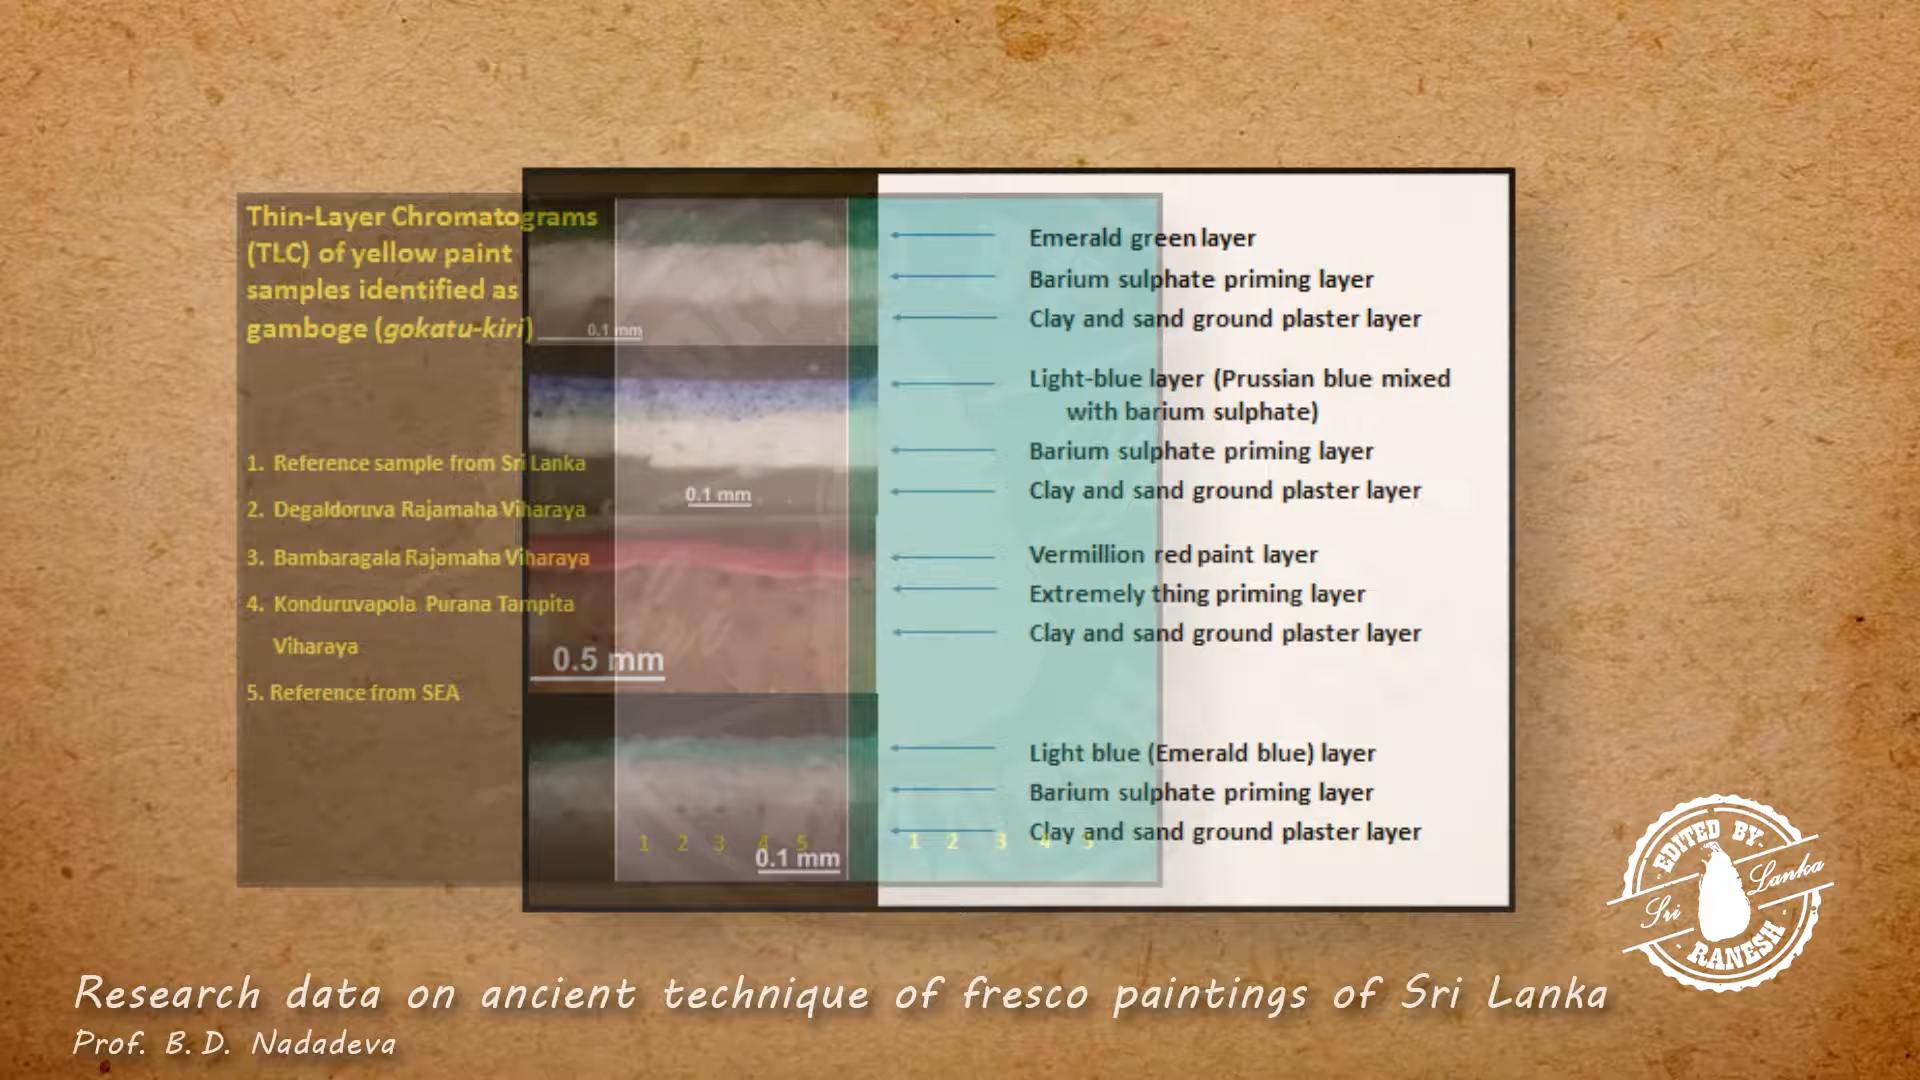 Thin-Layer Chromatograms
(TLC) of yellow paint
samples identified as
gamboge (gokatu-kiri)
1. Reference sample from Sri Lanka
2. Degaldoruva Rajamaha Viharaya
3. Bambaragala Rajamaha Viharaya
4. Konduruvapola Purana Tampita
Viharaya
5. Reference from SEA
0.1 mm
0.1 mm
0.5 mm
1 2 3 4 5
0.1 mm
Emerald green layer
Barium sulphate priming layer
Clay and sand ground plaster layer
Light-blue layer (Prussian blue mixed
with barium sulphate)
Barium sulphate priming layer
Clay and sand ground plaster layer
Vermillion red paint layer
Extremely thing priming layer
Clay and sand ground plaster layer
Light blue (Emerald blue) layer
Barium sulphate priming layer
Clay and sand ground plaster layer
1 2 3 4 5
EDITED BY
Sri Lanka
RANESH
Research data on ancient technique of fresco paintings of Sri Lanka
Prof. B. D. Nadadeva